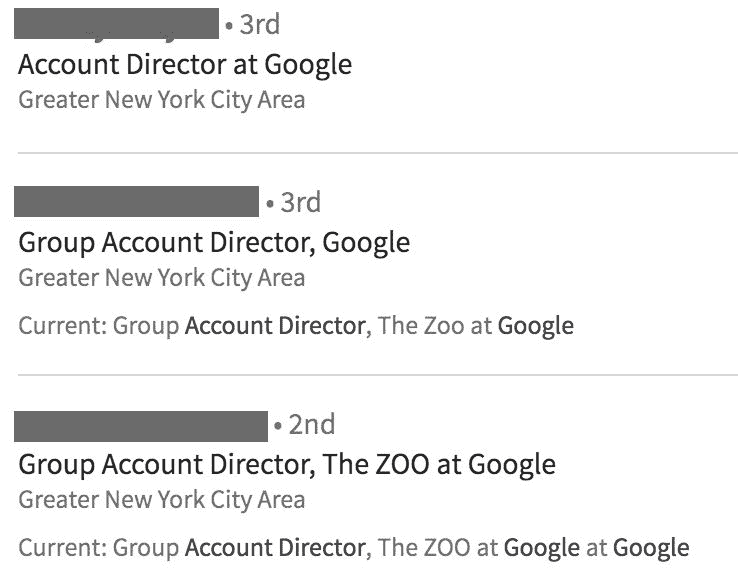 • 3rd
Account Director at Google
Greater New York City Area
• 3rd
Group Account Director, Google
Greater New York City Area
Current: Group Account Director, The Zoo at Google
• 2nd
Group Account Director, The ZOO at Google
Greater New York City Area
Current: Group Account Director, The ZOO at Google at Google